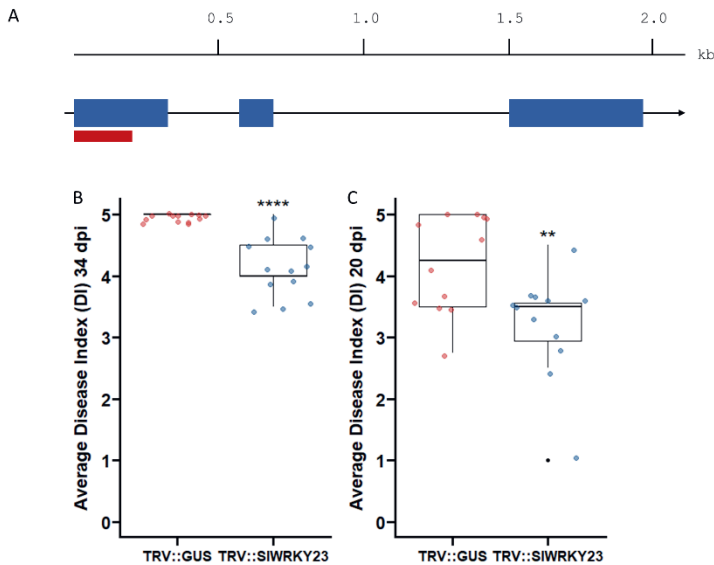 A
0.5 1.0 1.5 2.0
kb
B
Average Disease Index (DI) 34 dpi
5
4
3
2
1
0
****
TRV::GUS TRV::SlWRKY23
C
Average Disease Index (DI) 20 dpi
5
4
3
2
1
0
**
TRV::GUS TRV::SlWRKY23